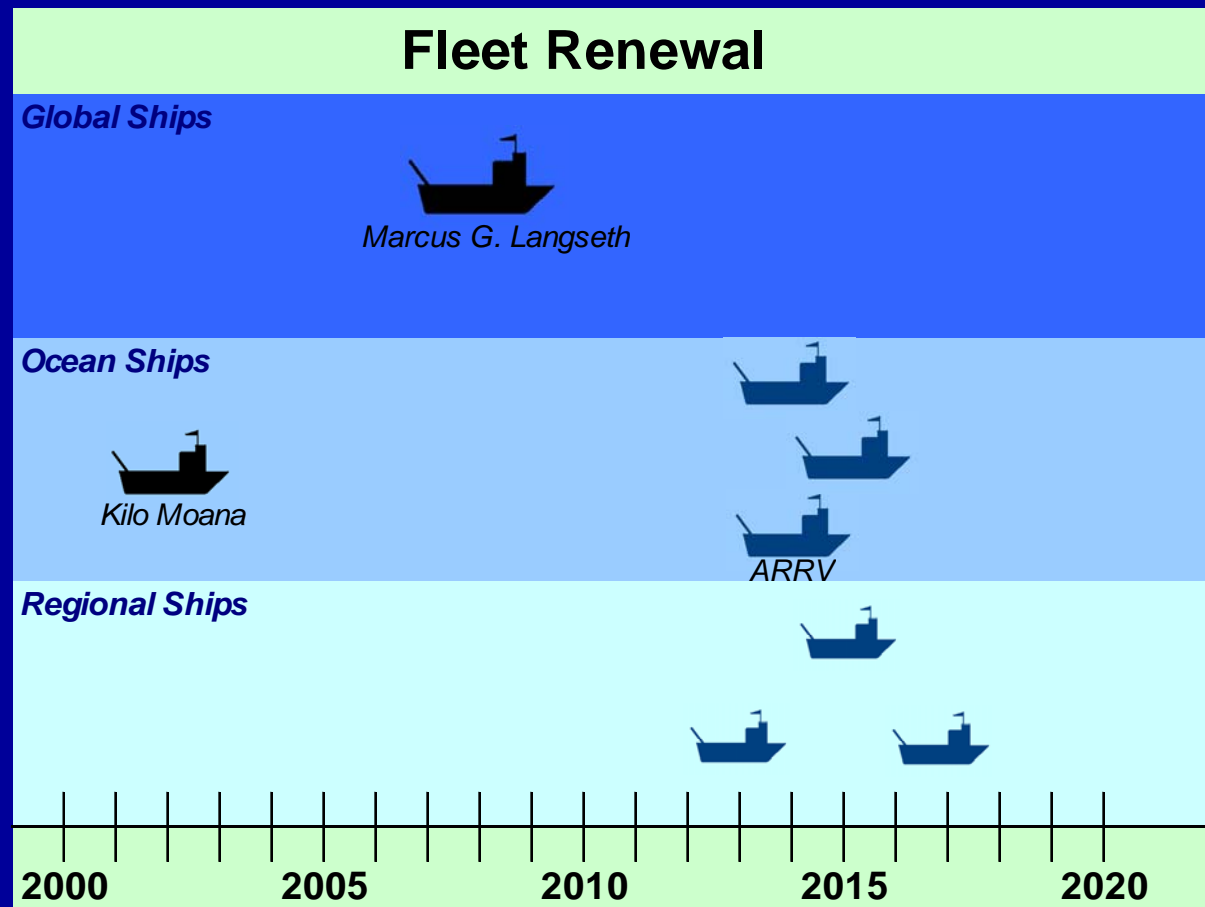 Fleet Renewal
Global Ships
Marcus G. Langseth
Ocean Ships
Kilo Moana
ARRV
Regional Ships
2000 2005 2010 2015 2020